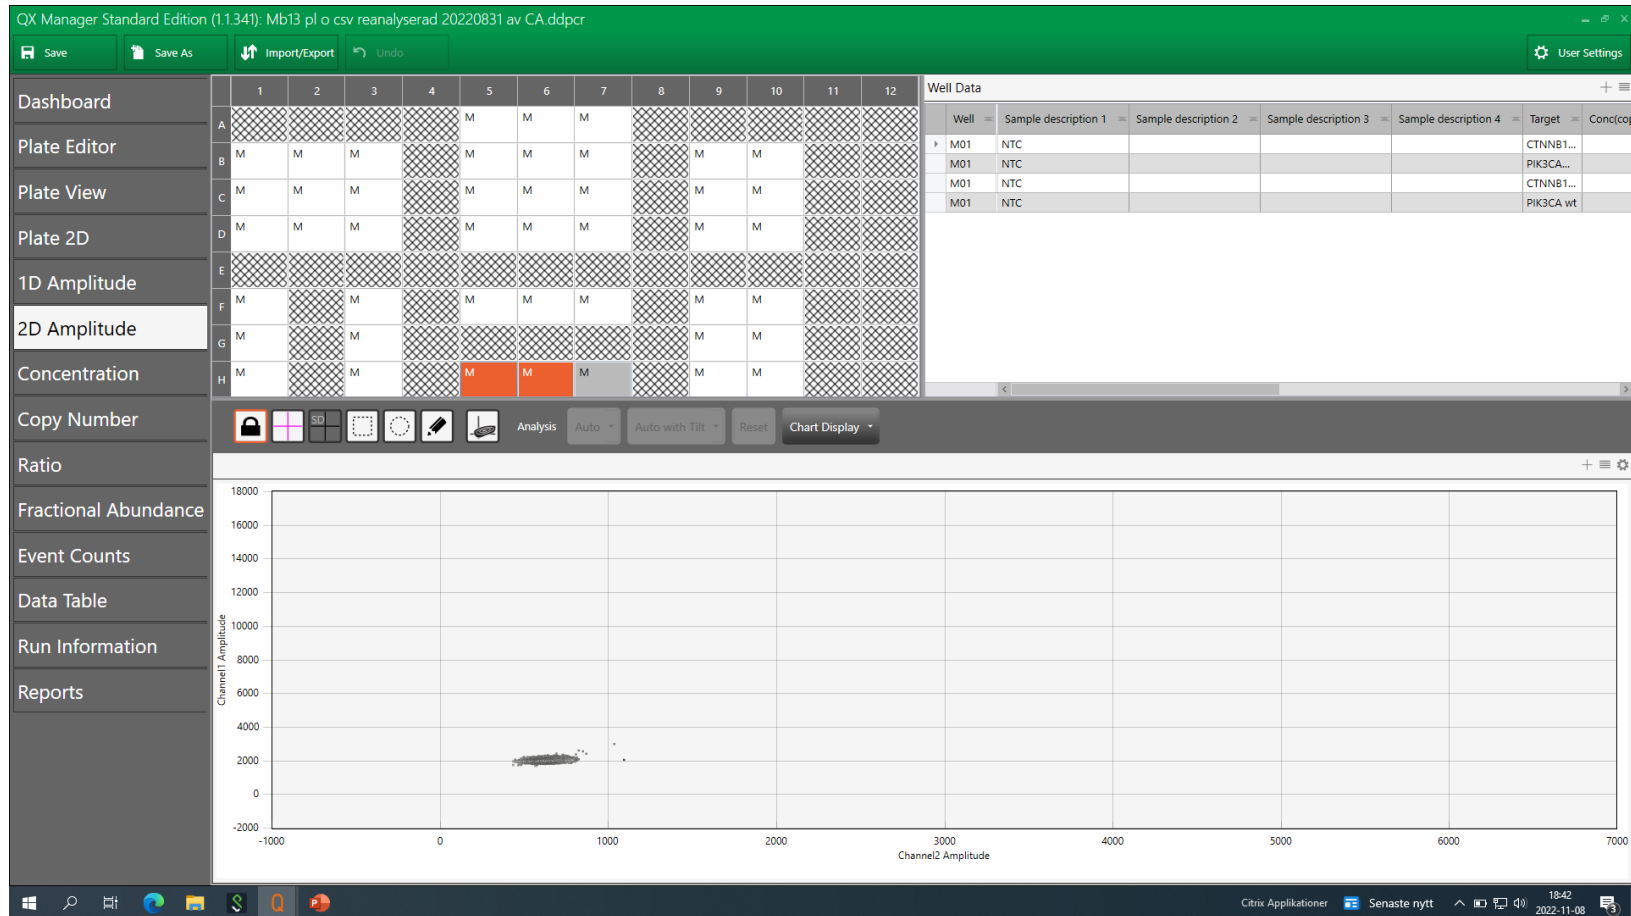 QX Manager Standard Edition (1.1.341): Mb13 pl o csv reanalyserad 20220831 av CA.ddpcr
Save Save As Import/Export Undo User Settings
Dashboard
Plate Editor
Plate View
Plate 2D
1D Amplitude
2D Amplitude
Concentration
Copy Number
Ratio
Fractional Abundance
Event Counts
Data Table
Run Information
Reports
1 2 3 4 5 6 7 8 9 10 11 12
A M M M
B M M M M M M M M
C M M M M M M M M
D M M M M M M M M
E
F M M M M M M M
G M M M M
H M M M M M M M
Well Data
Well Sample description 1 Sample description 2 Sample description 3 Sample description 4 Target Conc(cop
M01 NTC CTNNB1...
M01 NTC PIK3CA...
M01 NTC CTNNB1...
M01 NTC PIK3CA wt
SD Analysis Auto Auto with Tilt Reset Chart Display
18000
16000
14000
12000
10000
8000
6000
4000
2000
0
-2000
Channel1 Amplitude
-1000 0 1000 2000 3000 4000 5000 6000 7000
Channel2 Amplitude
Citrix Applikationer Senaste nytt 18:42
2022-11-08 3